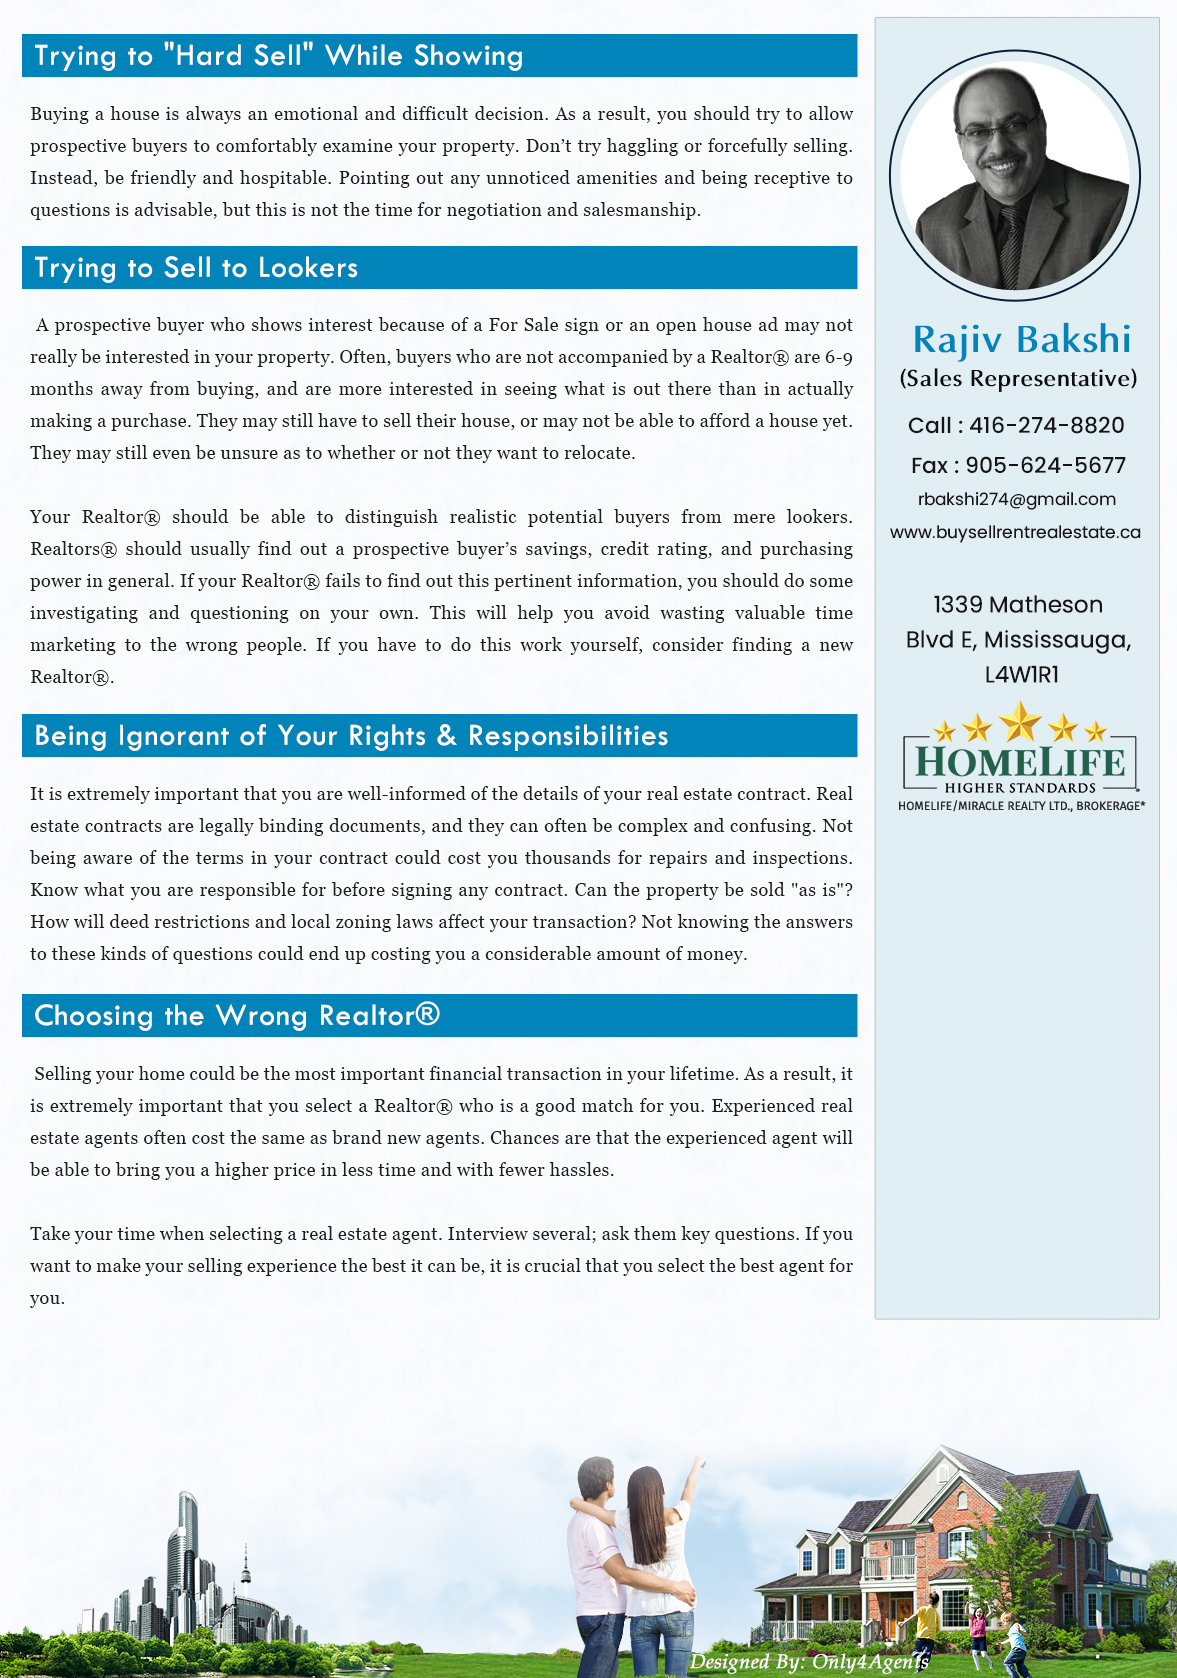 Trying to "Hard Sell" While Showing
Buying a house is always an emotional and difficult decision. As a result, you should try to allow
prospective buyers to comfortably examine your property. Don’t try haggling or forcefully selling.
Instead, be friendly and hospitable. Pointing out any unnoticed amenities and being receptive to
questions is advisable, but this is not the time for negotiation and salesmanship.
Trying to Sell to Lookers
A prospective buyer who shows interest because of a For Sale sign or an open house ad may not
really be interested in your property. Often, buyers who are not accompanied by a Realtor® are 6-9
months away from buying, and are more interested in seeing what is out there than in actually
making a purchase. They may still have to sell their house, or may not be able to afford a house yet.
They may still even be unsure as to whether or not they want to relocate.
Your Realtor® should be able to distinguish realistic potential buyers from mere lookers.
Realtors® should usually find out a prospective buyer’s savings, credit rating, and purchasing
power in general. If your Realtor® fails to find out this pertinent information, you should do some
investigating and questioning on your own. This will help you avoid wasting valuable time
marketing to the wrong people. If you have to do this work yourself, consider finding a new
Realtor®.
Being Ignorant of Your Rights & Responsibilities
It is extremely important that you are well-informed of the details of your real estate contract. Real
estate contracts are legally binding documents, and they can often be complex and confusing. Not
being aware of the terms in your contract could cost you thousands for repairs and inspections.
Know what you are responsible for before signing any contract. Can the property be sold "as is"?
How will deed restrictions and local zoning laws affect your transaction? Not knowing the answers
to these kinds of questions could end up costing you a considerable amount of money.
Choosing the Wrong Realtor®
Selling your home could be the most important financial transaction in your lifetime. As a result, it
is extremely important that you select a Realtor® who is a good match for you. Experienced real
estate agents often cost the same as brand new agents. Chances are that the experienced agent will
be able to bring you a higher price in less time and with fewer hassles.
Take your time when selecting a real estate agent. Interview several; ask them key questions. If you
want to make your selling experience the best it can be, it is crucial that you select the best agent for
you.
Rajiv Bakshi
(Sales Representative)
Call : 416-274-8820
Fax : 905-624-5677
rbakshi274@gmail.com
www.buysellrentrealestate.ca
1339 Matheson
Blvd E, Mississauga,
L4W1R1
HOMELIFE
HIGHER STANDARDS
HOMELIFE/MIRACLE REALTY LTD., BROKERAGE*
Designed By: Only4Agents